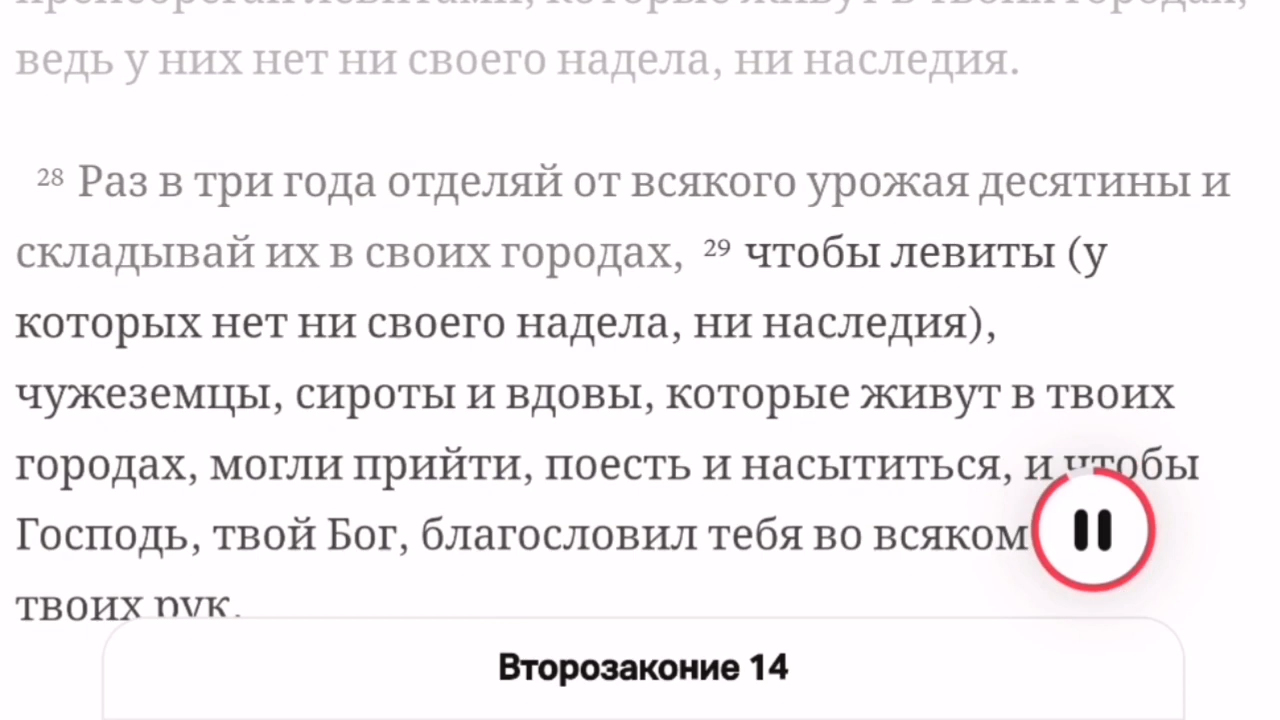 ведь у них нет ни своего надела, ни наследия.
28 Раз в три года отделяй от всякого урожая десятины и
складывай их в своих городах, 29 чтобы левиты (у
которых нет ни своего надела, ни наследия),
чужеземцы, сироты и вдовы, которые живут в твоих
городах, могли прийти, поесть и насытиться, и чтобы
Господь, твой Бог, благословил тебя во всяком
твоих рук.
Второзаконие 14